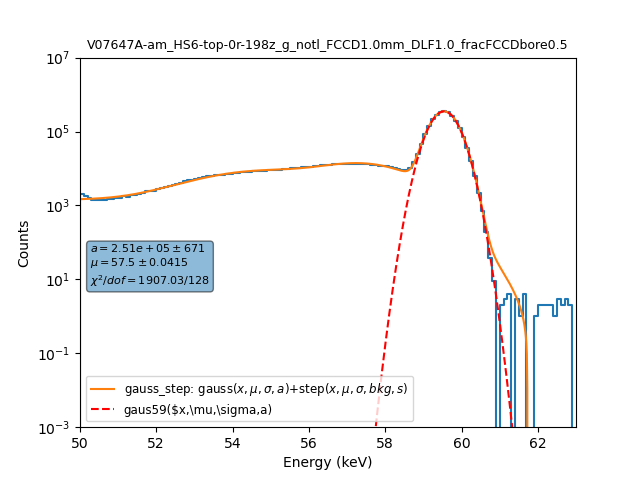 V07647A-am_HS6-top-0r-198z_g_notl_FCCD1.0mm_DLF1.0_fracFCCDbore0.5
10^7
10^5
10^3
10^1
10^−1
10^−3
Counts
a = 2.51e + 05 ± 671
μ = 57.5 ± 0.0415
χ²/dof = 1907.03/128
gauss_step: gauss(x, μ, σ, a)+step(x, μ, σ, bkg, s)
gaus59($x,\mu,\sigma,a)
50 52 54 56 58 60 62
Energy (keV)